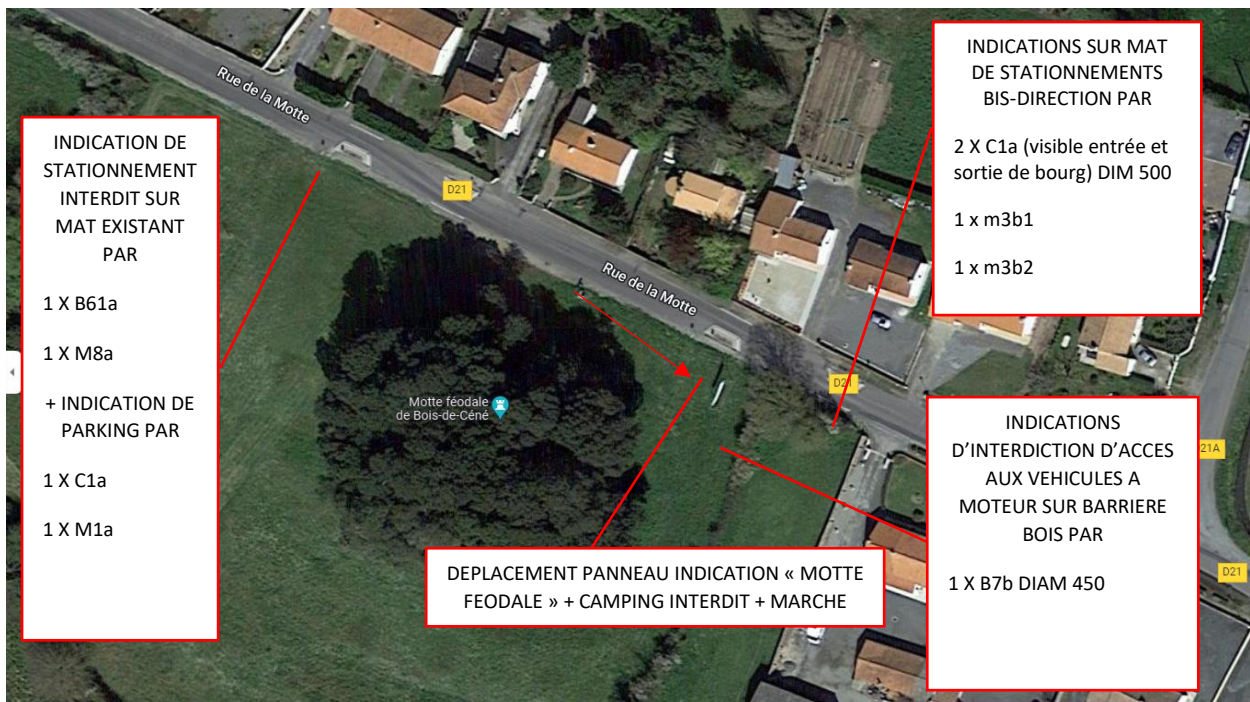 INDICATION DE
STATIONNEMENT
INTERDIT SUR
MAT EXISTANT
PAR
1 X B61a
1 X M8a
+ INDICATION DE
PARKING PAR
1 X C1a
1 X M1a
Rue de la Motte
D21
Rue de la Motte
D21
Motte féodale
de Bois-de-Céné
INDICATIONS SUR MAT
DE STATIONNEMENTS
BIS-DIRECTION PAR
2 X C1a (visible entrée et
sortie de bourg) DIM 500
1 x m3b1
1 x m3b2
INDICATIONS
D'INTERDICTION D'ACCES
AUX VEHICULES A
MOTEUR SUR BARRIERE
BOIS PAR
1 X B7b DIAM 450
21A
D21
DEPLACEMENT PANNEAU INDICATION « MOTTE
FEODALE » + CAMPING INTERDIT + MARCHE